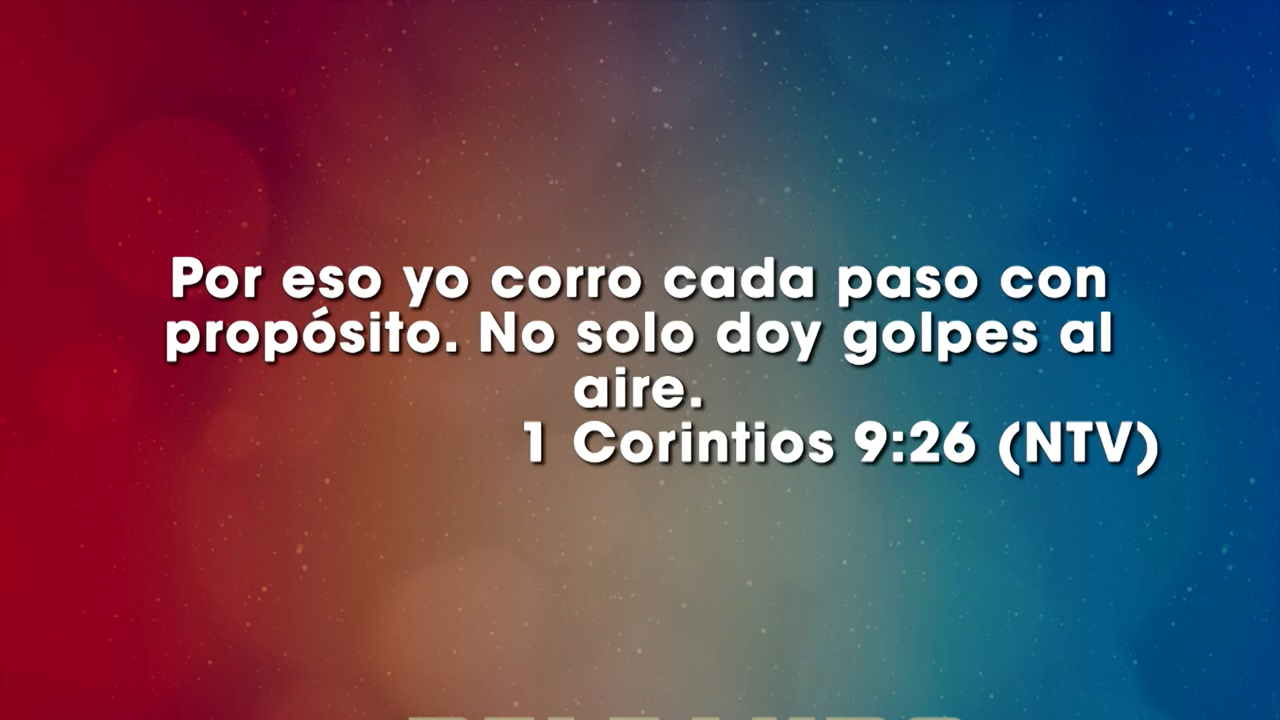 Por eso yo corro cada paso con
propósito. No solo doy golpes al
aire.
1 Corintios 9:26 (NTV)